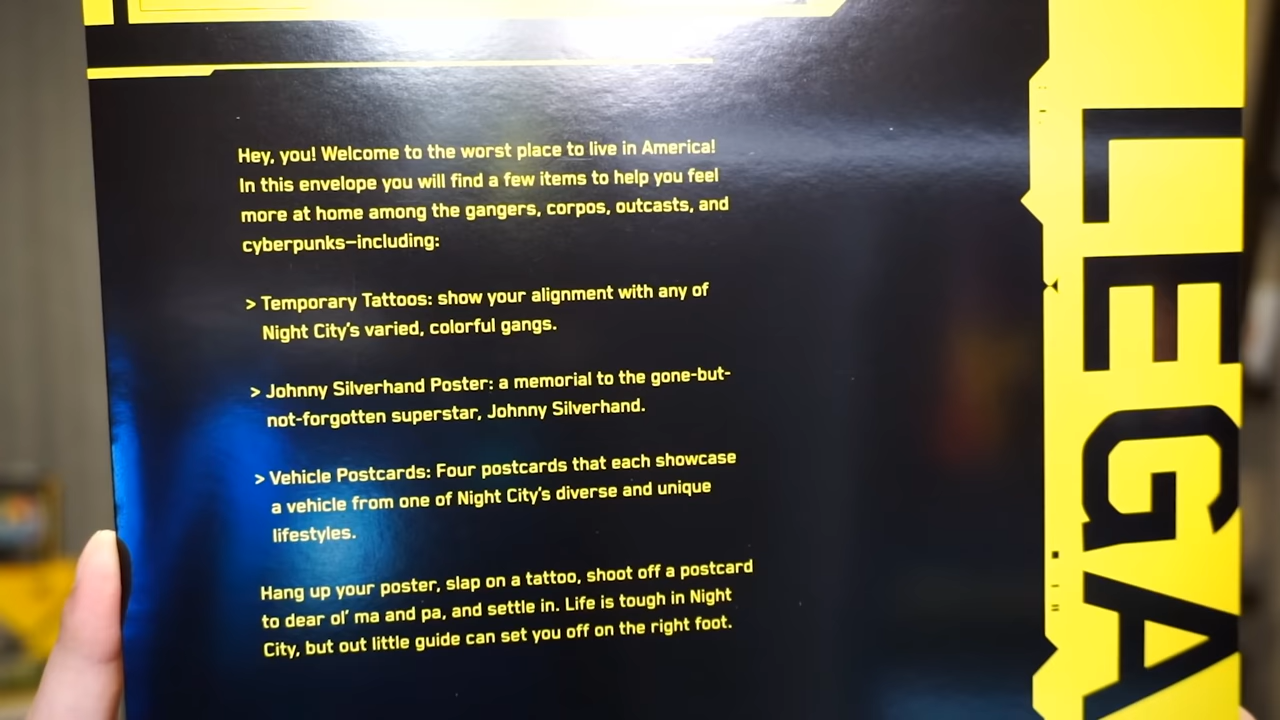 Hey, you! Welcome to the worst place to live in America!
In this envelope you will find a few items to help you feel
more at home among the gangers, corpos, outcasts, and
cyberpunks—including:
> Temporary Tattoos: show your alignment with any of
Night City's varied, colorful gangs.
> Johnny Silverhand Poster: a memorial to the gone-but-
not-forgotten superstar, Johnny Silverhand.
> Vehicle Postcards: Four postcards that each showcase
a vehicle from one of Night City's diverse and unique
lifestyles.
Hang up your poster, slap on a tattoo, shoot off a postcard
to dear ol' ma and pa, and settle in. Life is tough in Night
City, but out little guide can set you off on the right foot.
LEGA